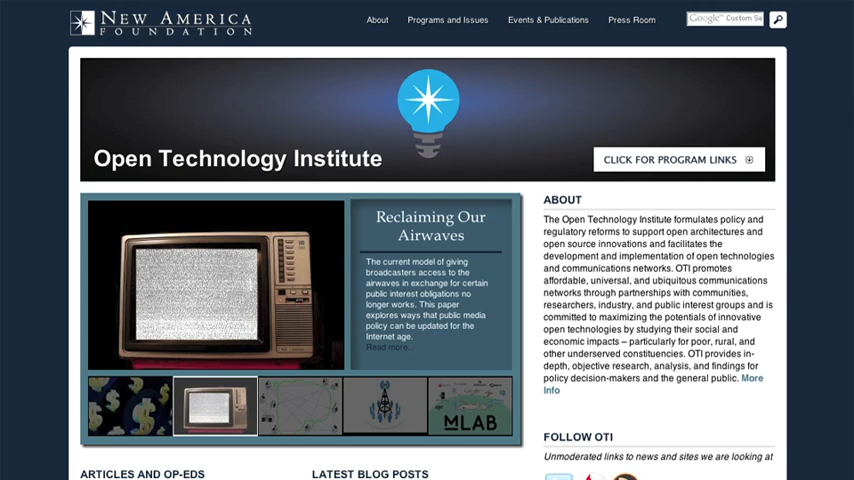 NEW AMERICA
FOUNDATION
About
Programs and Issues
Events & Publications
Press Room
Google™ Custom Se
Open Technology Institute
CLICK FOR PROGRAM LINKS
Reclaiming Our
Airwaves
The current model of giving
broadcasters access to the
airwaves in exchange for certain
public interest obligations no
longer works. This paper
explores ways that public media
policy can be updated for the
Internet age.
Read more...
MLAB
ABOUT
The Open Technology Institute formulates policy and
regulatory reforms to support open architectures and
open source innovations and facilitates the
development and implementation of open technologies
and communications networks. OTI promotes
affordable, universal, and ubiquitous communications
networks through partnerships with communities,
researchers, industry, and public interest groups and is
committed to maximizing the potentials of innovative
open technologies by studying their social and
economic impacts – particularly for poor, rural, and
other underserved constituencies. OTI provides in-
depth, objective research, analysis, and findings for
policy decision-makers and the general public. More
Info
FOLLOW OTI
Unmoderated links to news and sites we are looking at
ARTICLES AND OP-EDS
LATEST BLOG POSTS